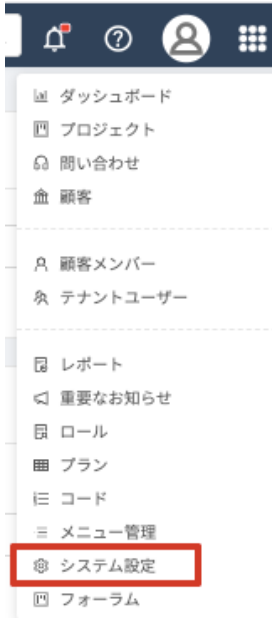 ダッシュボード
プロジェクト
問い合わせ
顧客
顧客メンバー
テナントユーザー
レポート
重要なお知らせ
ロール
プラン
コード
メニュー管理
システム設定
フォーラム